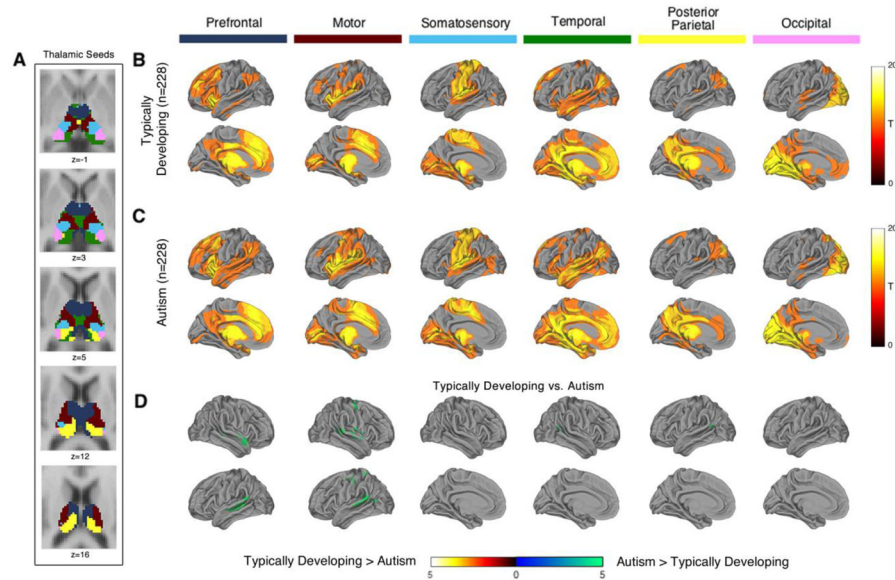 Prefrontal
Motor
Somatosensory
Temporal
Posterior
Parietal
Occipital
A
Thalamic Seeds
z=-1
z=3
z=5
z=12
z=16
B
Typically
Developing (n=228)
20
T
0
C
Autism (n=228)
20
T
0
D
Typically Developing vs. Autism
Typically Developing > Autism
5
0
5
Autism > Typically Developing